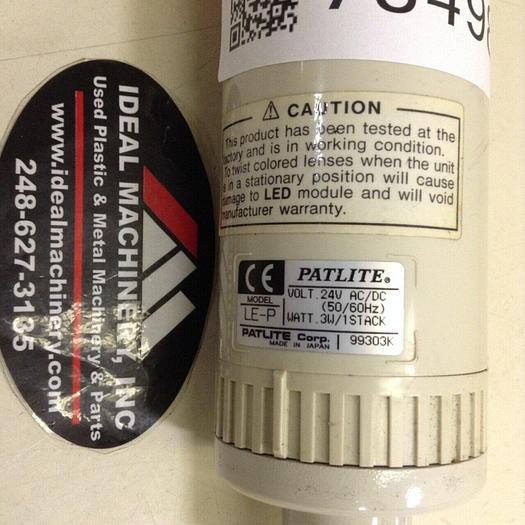 ⚠ CAUTION
This product has been tested at the
factory and is in working condition.
To twist colored lenses when the unit
is in a stationary position will cause
damage to LED module and will void
manufacturer warranty.
CE PATLITE®
MODEL
LE-P
VOLT.24V AC/DC
(50/60Hz)
WATT.3W/1STACK
PATLITE Corp.
MADE IN JAPAN
99303K
IDEAL MACHINERY, INC
Used Plastic & Metal Machinery & Parts
www.idealmachinery.com
248-627-3135